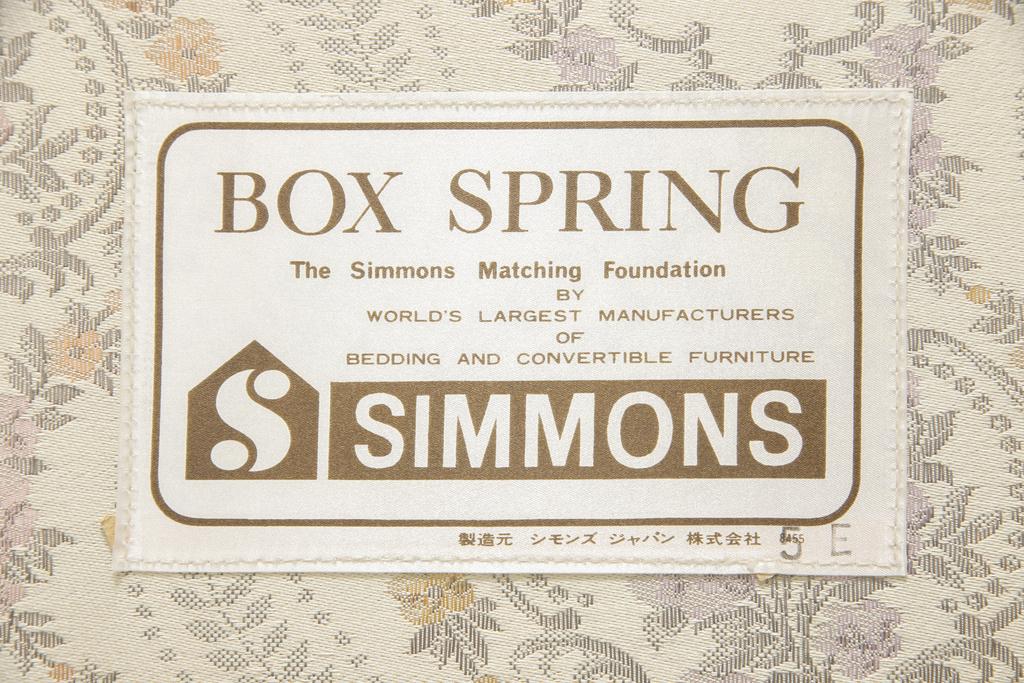 BOX SPRING
The Simmons Matching Foundation
BY
WORLD'S LARGEST MANUFACTURERS
OF
BEDDING AND CONVERTIBLE FURNITURE
S SIMMONS
製造元 シモンズ ジャパン 株式会社 8455 5 E